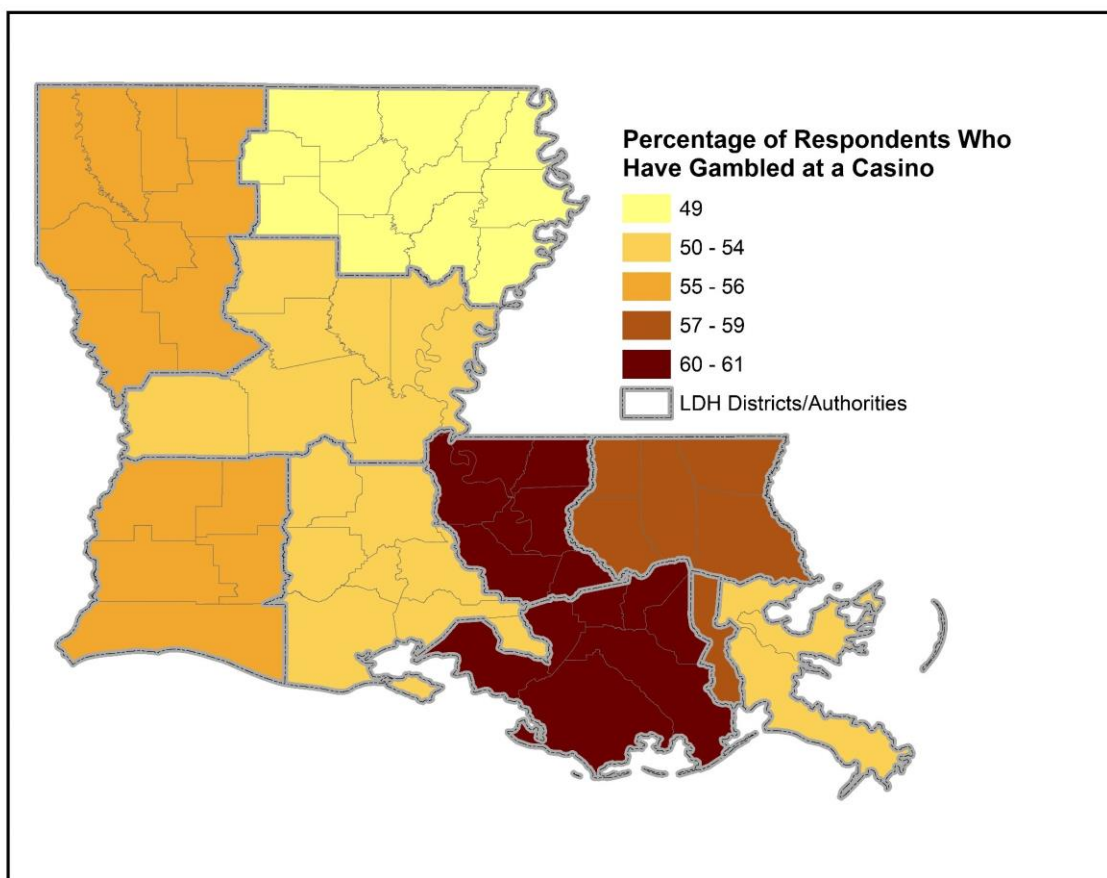 Percentage of Respondents Who
Have Gambled at a Casino
49
50 - 54
55 - 56
57 - 59
60 - 61
LDH Districts/Authorities